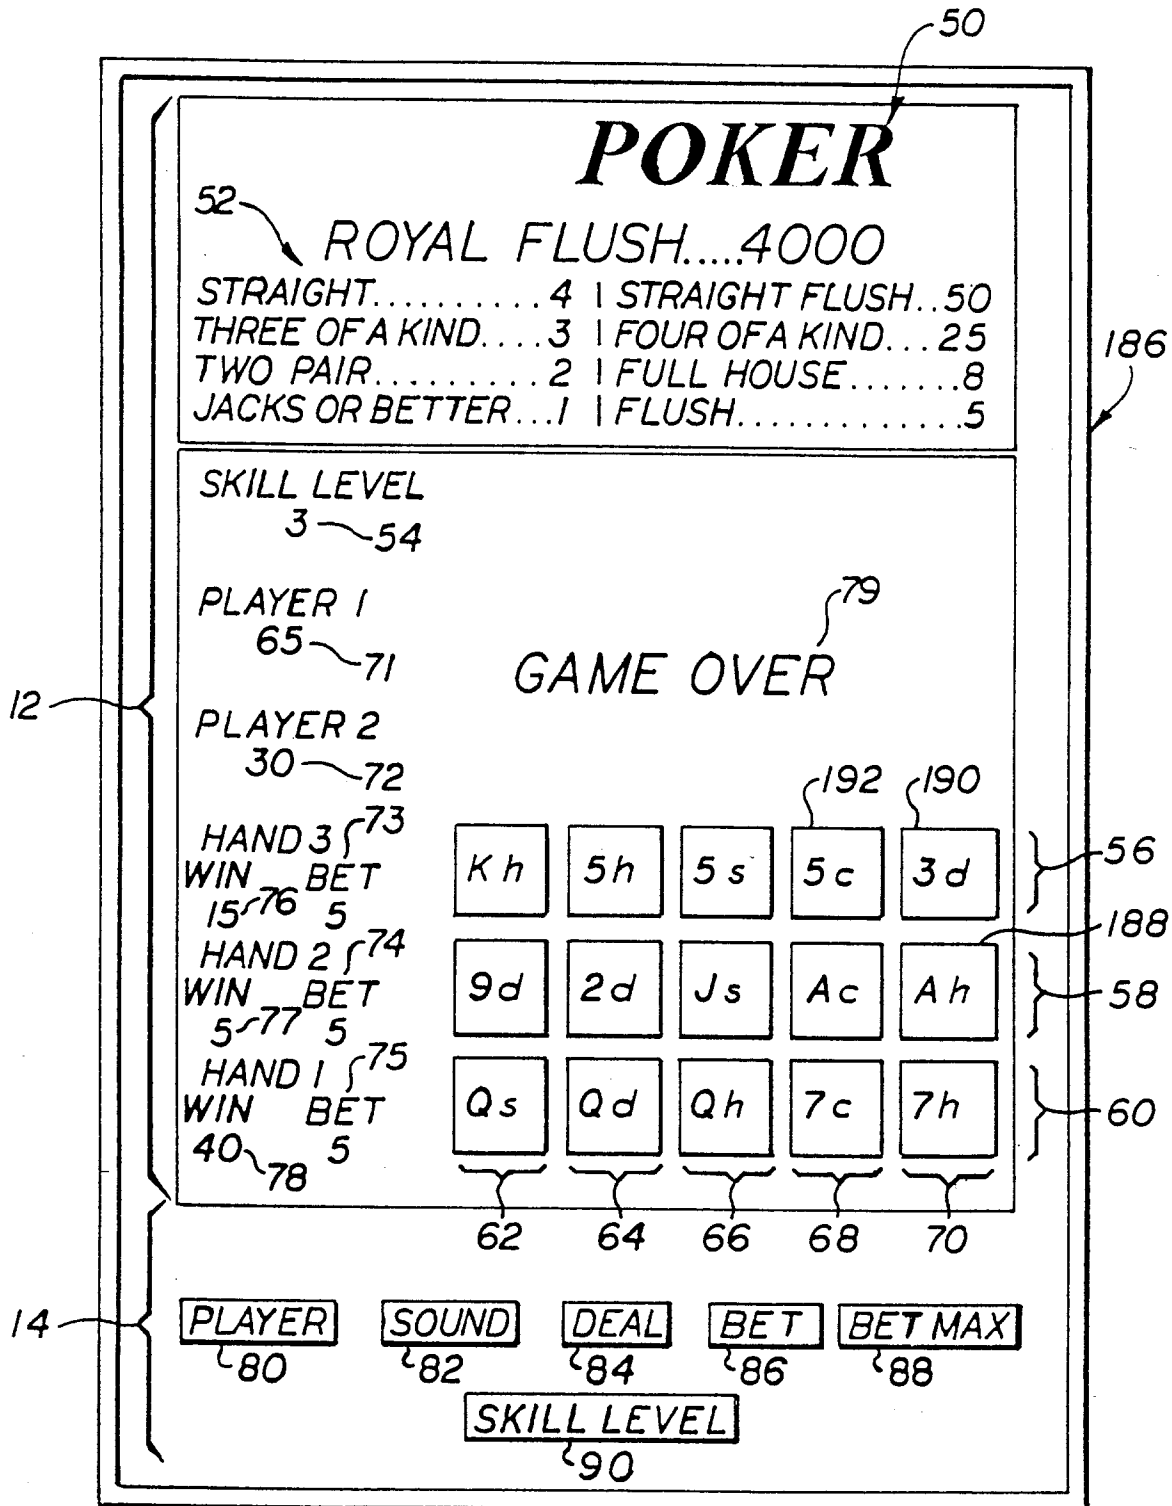 50
POKER
52
ROYAL FLUSH.....4000
STRAIGHT..........4 | STRAIGHT FLUSH..50
THREE OF A KIND....3 | FOUR OF A KIND...25
TWO PAIR.........2 | FULL HOUSE.......8
JACKS OR BETTER...1 | FLUSH.............5
186
SKILL LEVEL
3 54
79
PLAYER 1
65 71
GAME OVER
12
PLAYER 2
30 72
192 190
HAND 3 73
WIN BET
15 76 5
Kh 5h 5s 5c 3d
56
188
HAND 2 74
WIN BET
5 77 5
9d 2d Js Ac Ah
58
HAND 1 75
WIN BET
40 78 5
Qs Qd Qh 7c 7h
60
62 64 66 68 70
14
PLAYER SOUND DEAL BET BET MAX
80 82 84 86 88
SKILL LEVEL
90